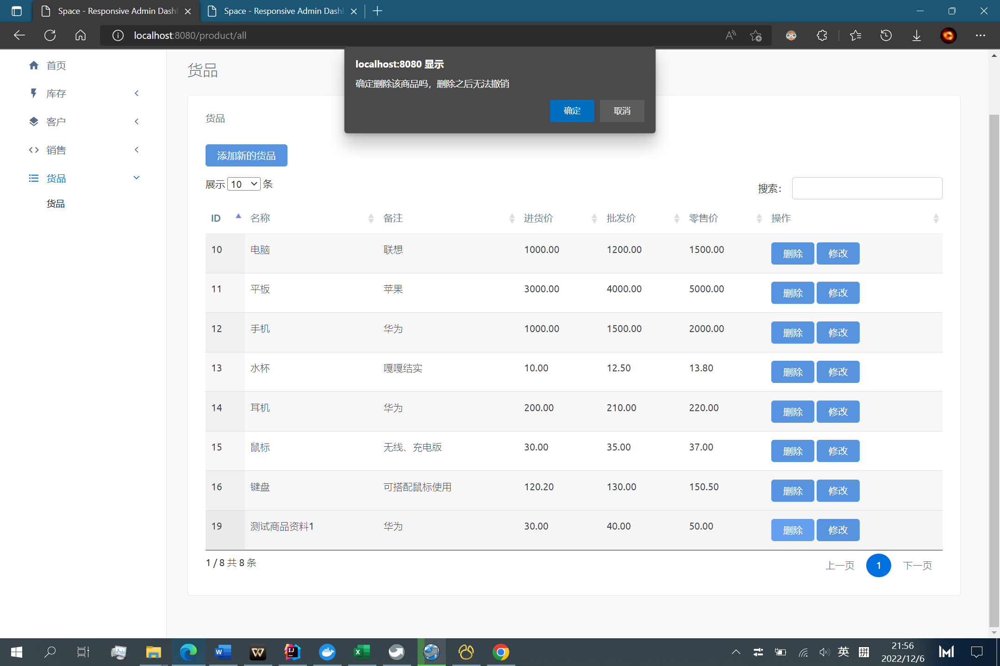 Space - Responsive Admin Dash
Space - Responsive Admin Dash
localhost:8080/product/all
localhost:8080 显示
确定删除该商品吗，删除之后无法撤销
确定 取消
首页
库存
客户
销售
货品
货品
货品
货品
添加新的货品
展示 10 条
搜索：
ID 名称 备注 进货价 批发价 零售价 操作
10 电脑 联想 1000.00 1200.00 1500.00 删除 修改
11 平板 苹果 3000.00 4000.00 5000.00 删除 修改
12 手机 华为 1000.00 1500.00 2000.00 删除 修改
13 水杯 嘎嘎结实 10.00 12.50 13.80 删除 修改
14 耳机 华为 200.00 210.00 220.00 删除 修改
15 鼠标 无线、充电版 30.00 35.00 37.00 删除 修改
16 键盘 可搭配鼠标使用 120.20 130.00 150.50 删除 修改
19 测试商品资料1 华为 30.00 40.00 50.00 删除 修改
1 / 8 共 8 条
上一页 1 下一页
英 拼
21:56
2022/12/6